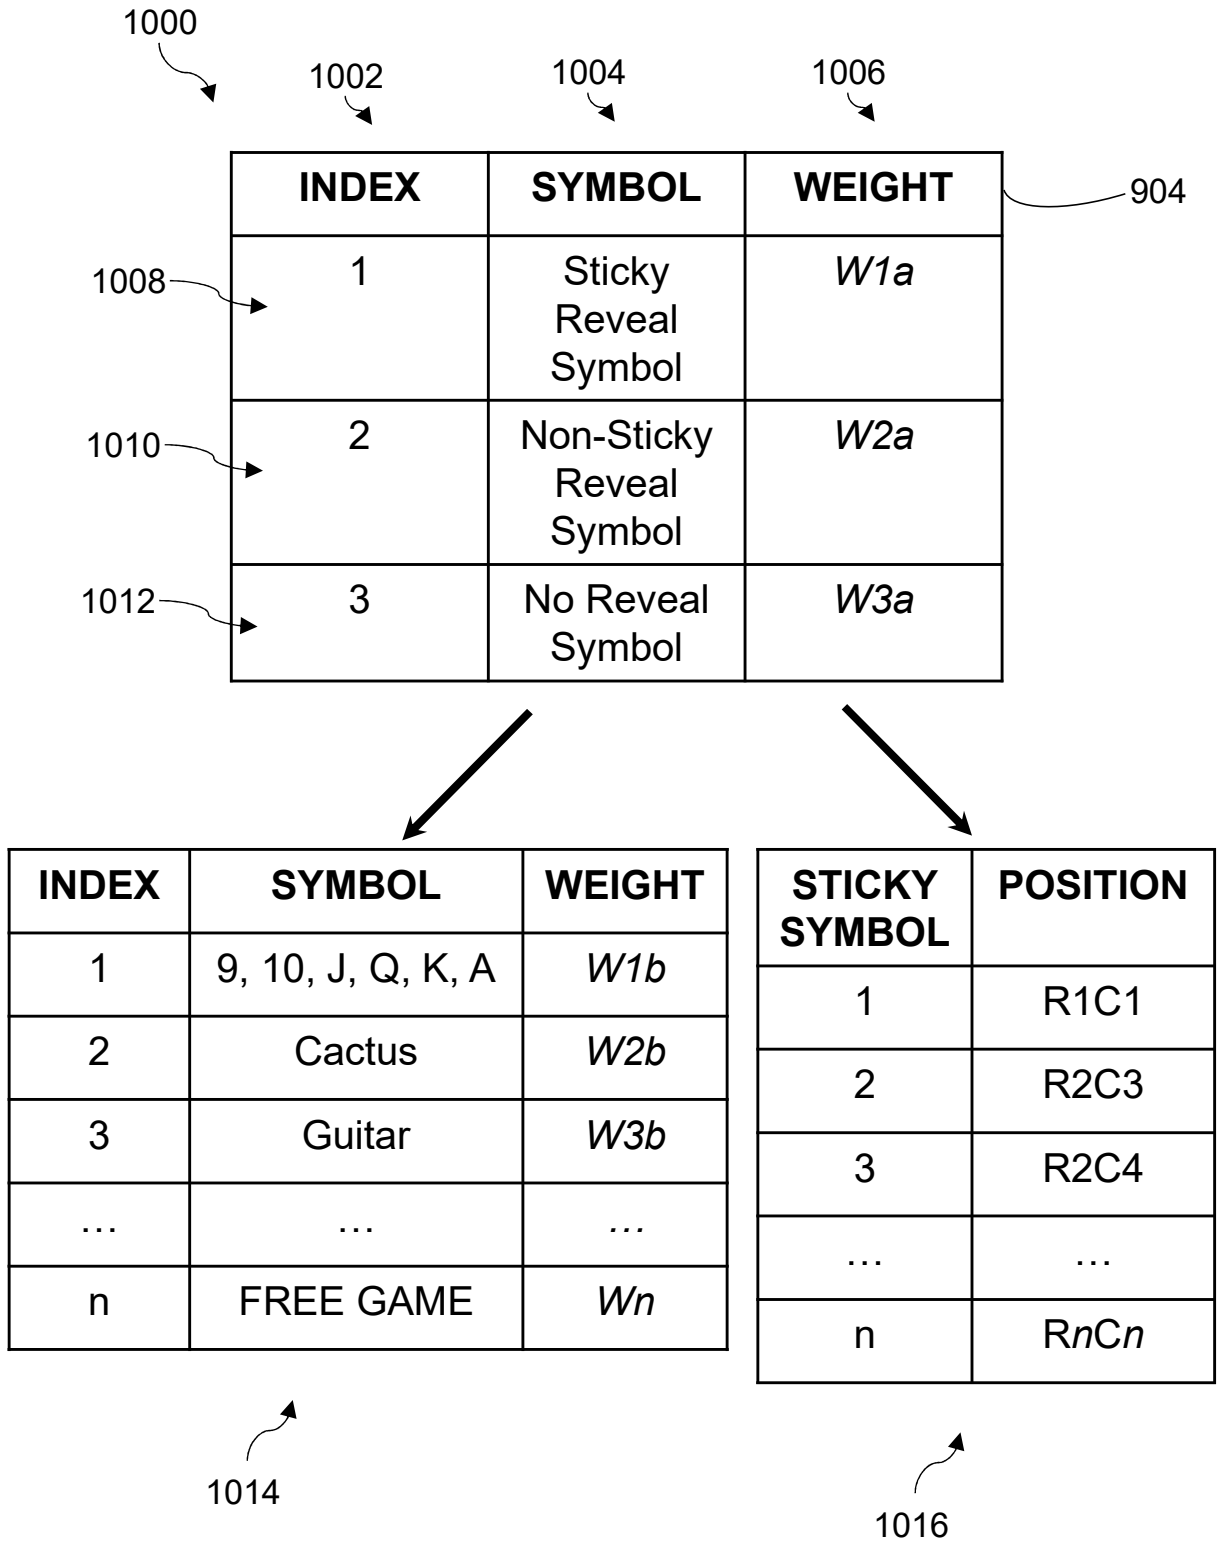 1000
1002
1004
1006
INDEX SYMBOL WEIGHT
904
1008
1 Sticky W1a
Reveal
Symbol
1010
2 Non-Sticky W2a
Reveal
Symbol
1012
3 No Reveal W3a
Symbol
INDEX SYMBOL WEIGHT
1 9, 10, J, Q, K, A W1b
2 Cactus W2b
3 Guitar W3b
… … …
n FREE GAME Wn
1014
STICKY POSITION
SYMBOL
1 R1C1
2 R2C3
3 R2C4
… …
n RnCn
1016